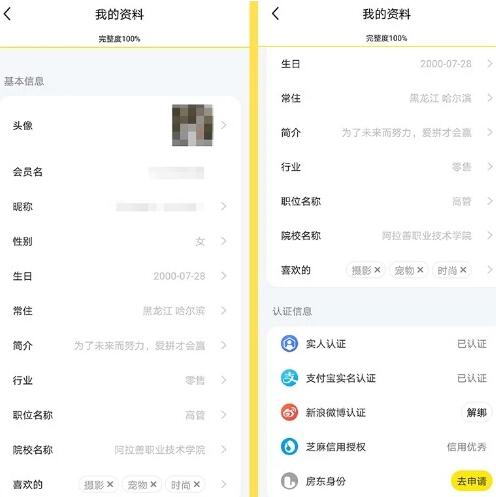 我的资料
完整度100%
基本信息
头像
会员名
昵称
性别 女
生日 2000-07-28
常住 黑龙江 哈尔滨
简介 为了未来而努力，爱拼才会赢
行业 零售
职位名称 高管
院校名称 阿拉善职业技术学院
喜欢的 摄影× 宠物× 时尚×
我的资料
完整度100%
生日 2000-07-28
常住 黑龙江 哈尔滨
简介 为了未来而努力，爱拼才会赢
行业 零售
职位名称 高管
院校名称 阿拉善职业技术学院
喜欢的 摄影× 宠物× 时尚×
认证信息
实人认证 已认证
支付宝实名认证 已认证
新浪微博认证 解绑
芝麻信用授权 信用优秀
房东身份 去申请